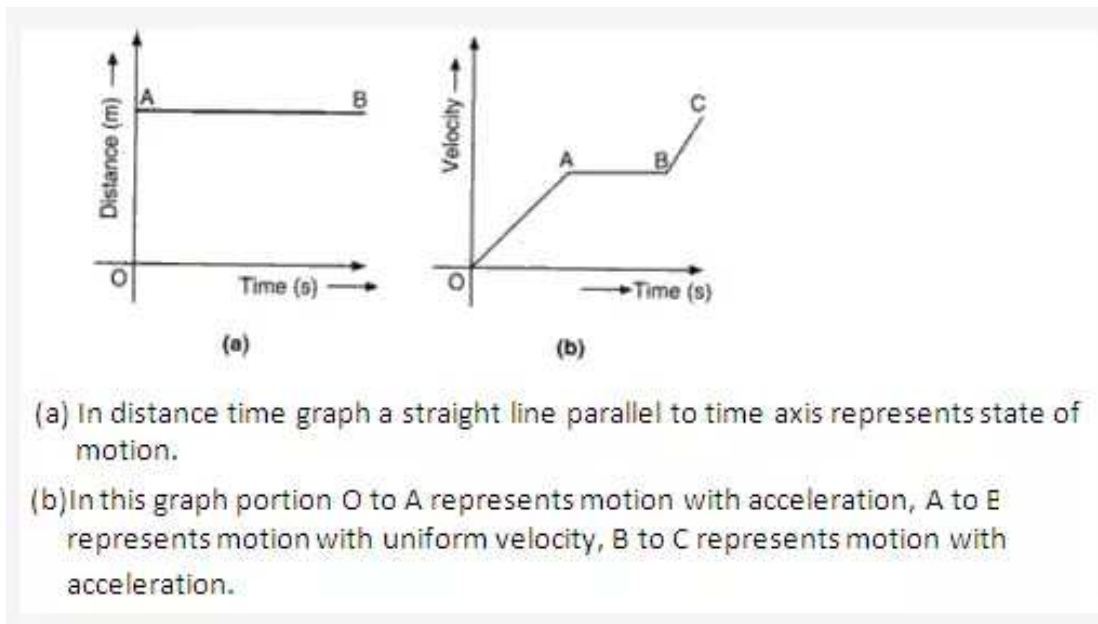 Distance (m)
A
B
O
Time (s)
(a)
Velocity
A
B
C
O
Time (s)
(b)
(a) In distance time graph a straight line parallel to time axis represents state of
motion.
(b)In this graph portion O to A represents motion with acceleration, A to E
represents motion with uniform velocity, B to C represents motion with
acceleration.